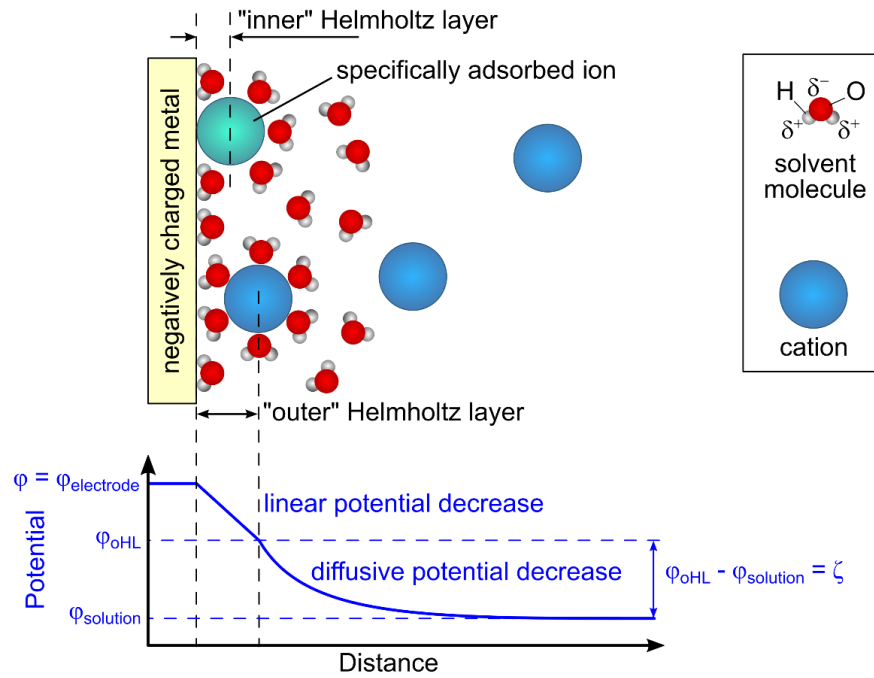 "inner" Helmholtz layer
specifically adsorbed ion
negatively charged metal
"outer" Helmholtz layer
H δ⁻ O
δ⁺ δ⁺
solvent
molecule
cation
φ = φelectrode
linear potential decrease
φoHL
diffusive potential decrease
φoHL - φsolution = ζ
φsolution
Potential
Distance